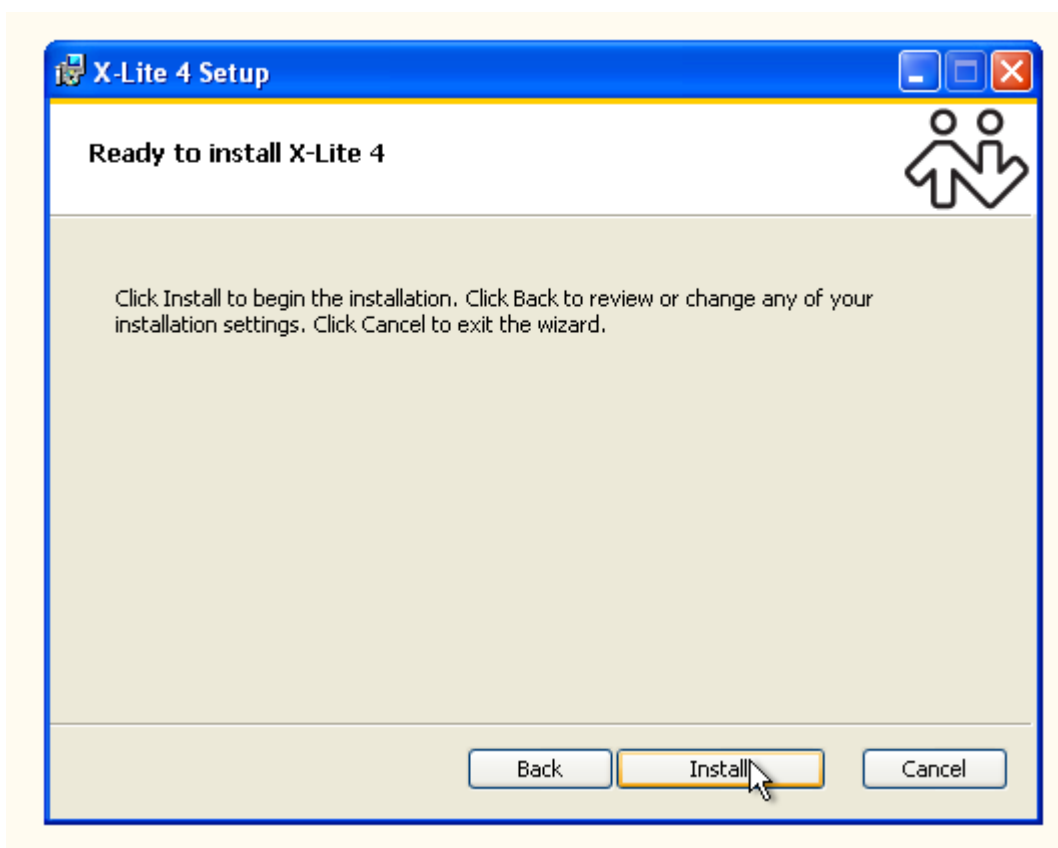 X-Lite 4 Setup
Ready to install X-Lite 4
Click Install to begin the installation. Click Back to review or change any of your
installation settings. Click Cancel to exit the wizard.
Back Install Cancel